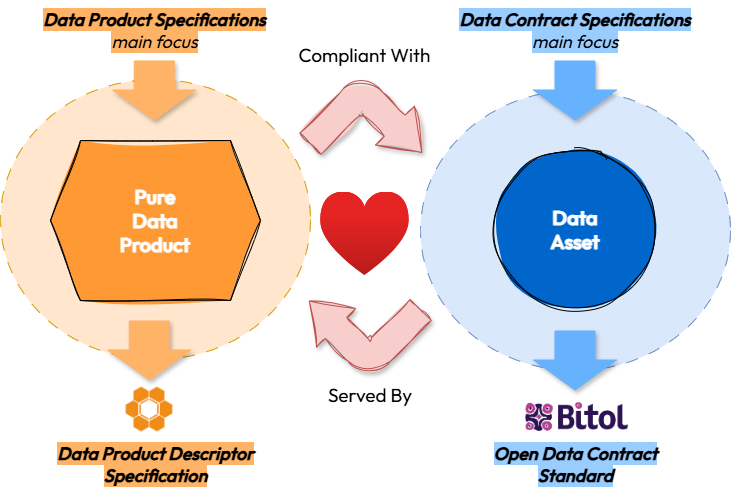 Data Product Specifications
main focus
Data Contract Specifications
main focus
Compliant With
Pure
Data
Product
Data
Asset
Served By
Bitol
Data Product Descriptor
Specification
Open Data Contract
Standard